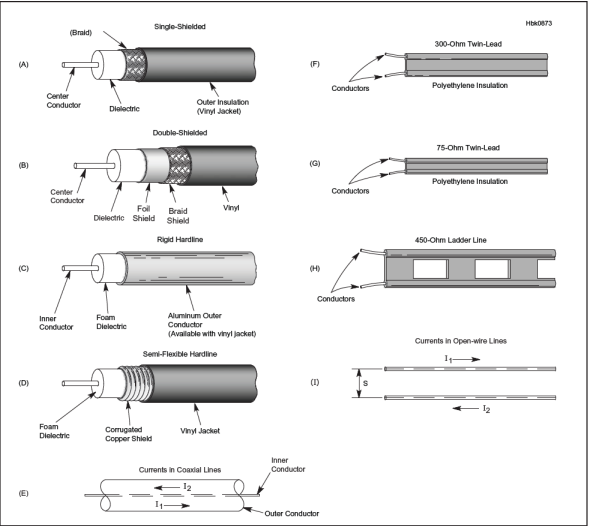 Hbk0873
Single-Shielded
(Braid)
(A)
Center
Conductor
Dielectric
Outer Insulation
(Vinyl Jacket)
Double-Shielded
(B)
Center
Conductor
Dielectric
Foil
Shield
Braid
Shield
Vinyl
Rigid Hardline
(C)
Inner
Conductor
Foam
Dielectric
Aluminum Outer
Conductor
(Available with vinyl jacket)
Semi-Flexible Hardline
(D)
Foam
Dielectric
Corrugated
Copper Shield
Vinyl Jacket
Currents in Coaxial Lines
Inner
Conductor
(E)
I2
I1
Outer Conductor
300-Ohm Twin-Lead
(F)
Conductors
Polyethylene Insulation
75-Ohm Twin-Lead
(G)
Conductors
Polyethylene Insulation
450-Ohm Ladder Line
(H)
Conductors
Currents in Open-wire Lines
I1
(I)
S
I2